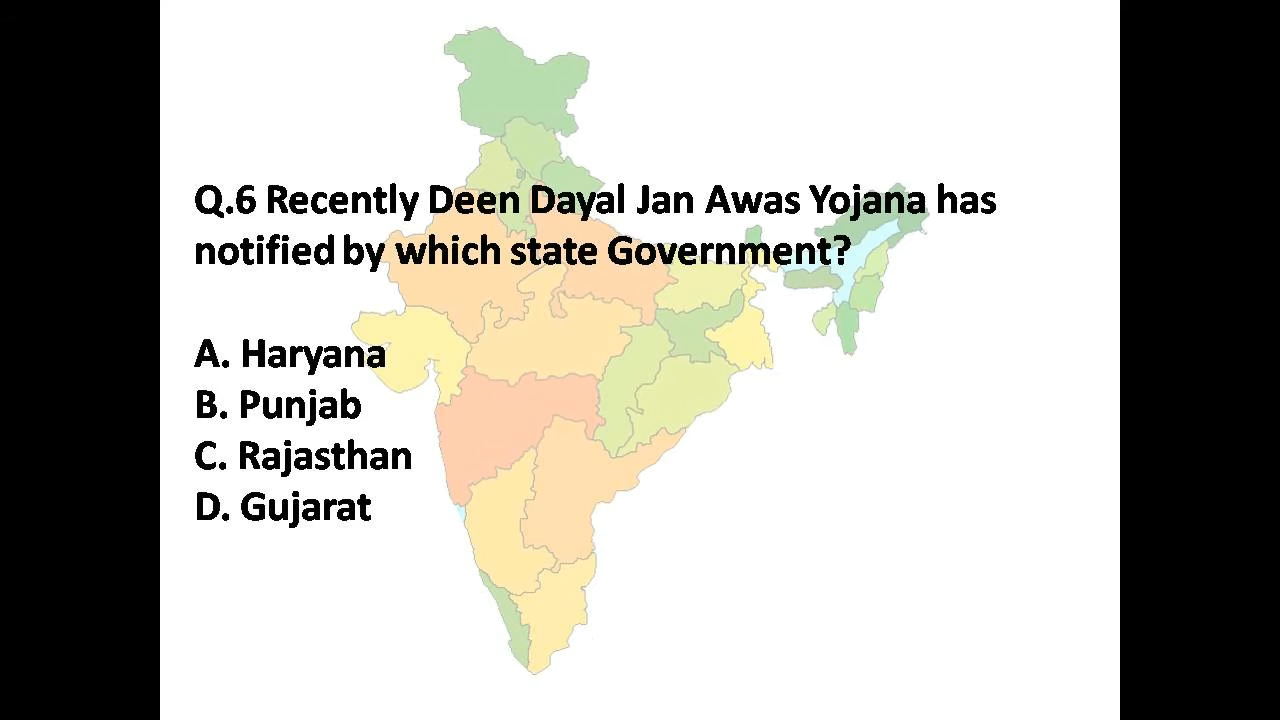 Q.6 Recently Deen Dayal Jan Awas Yojana has
notified by which state Government?
A. Haryana
B. Punjab
C. Rajasthan
D. Gujarat